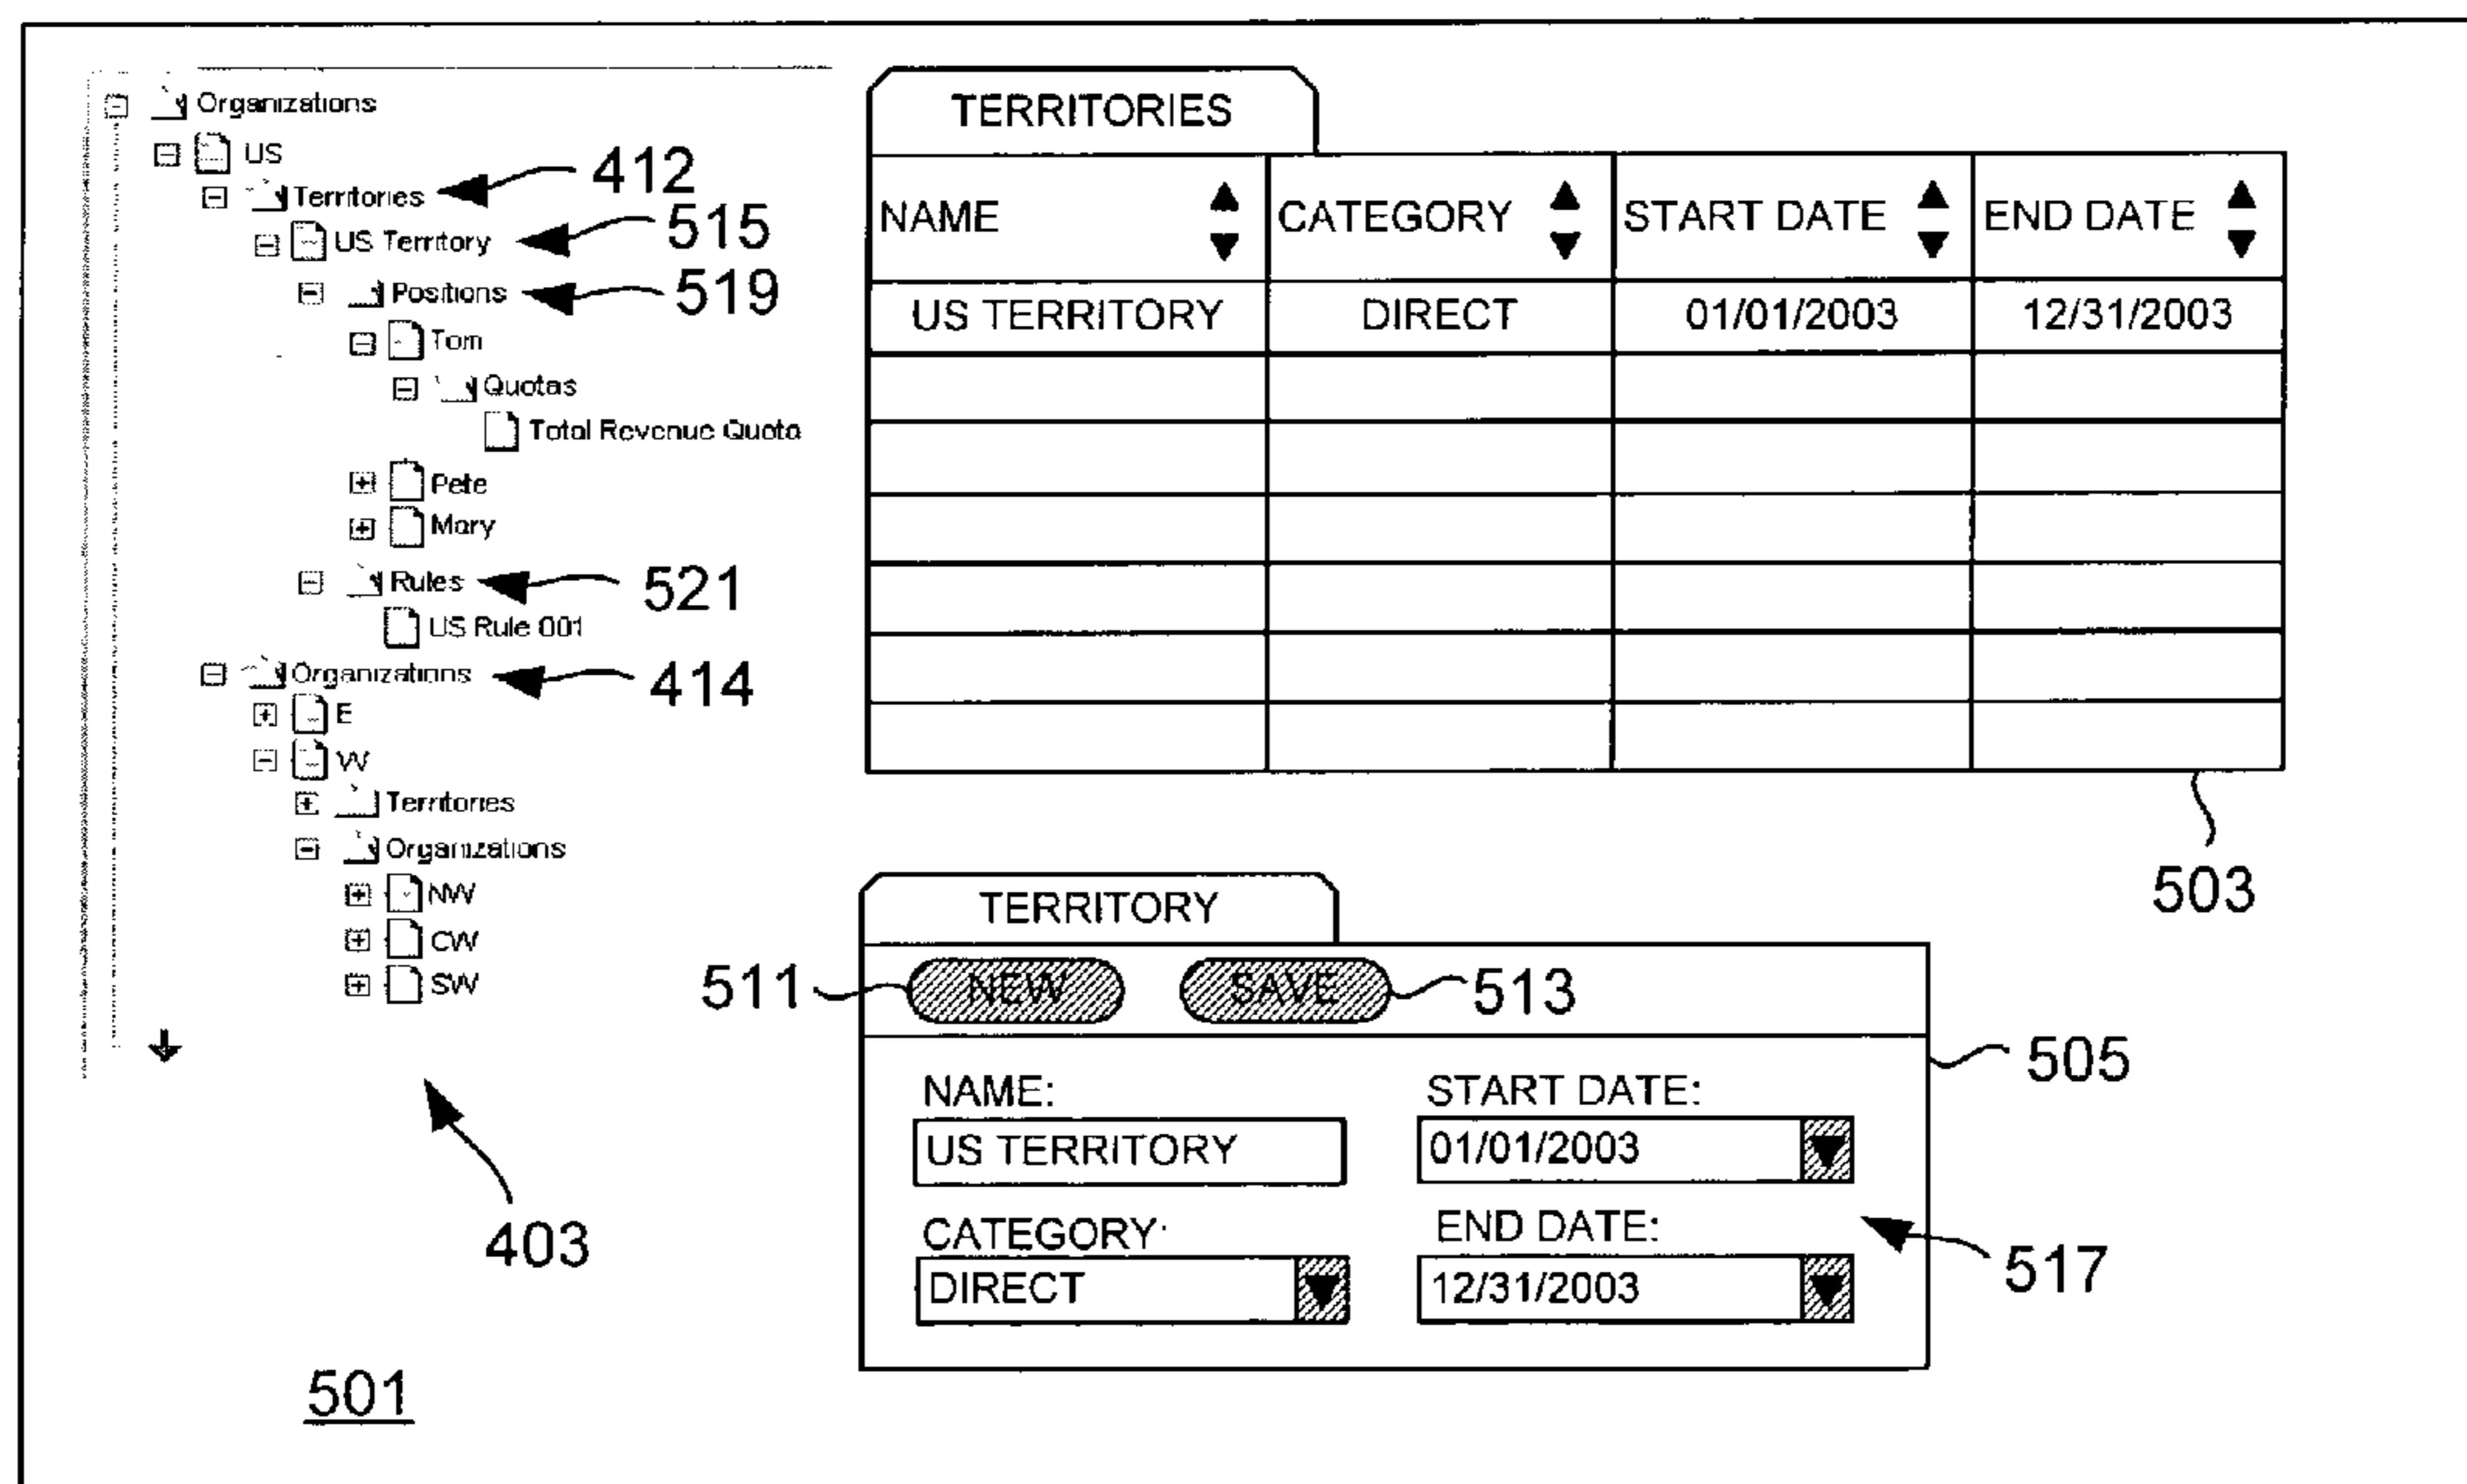 Organizations
US
Territories
412
US Territory
515
Positions
519
Tom
Quotas
Total Revenue Quota
Pete
Mary
Rules
521
US Rule 001
Organizations
414
E
W
Territories
Organizations
NW
CW
SW
403
501
TERRITORIES
NAME CATEGORY START DATE END DATE
US TERRITORY DIRECT 01/01/2003 12/31/2003
503
TERRITORY
511 NEW SAVE 513
505
NAME: START DATE:
US TERRITORY 01/01/2003
CATEGORY: END DATE:
DIRECT 12/31/2003
517